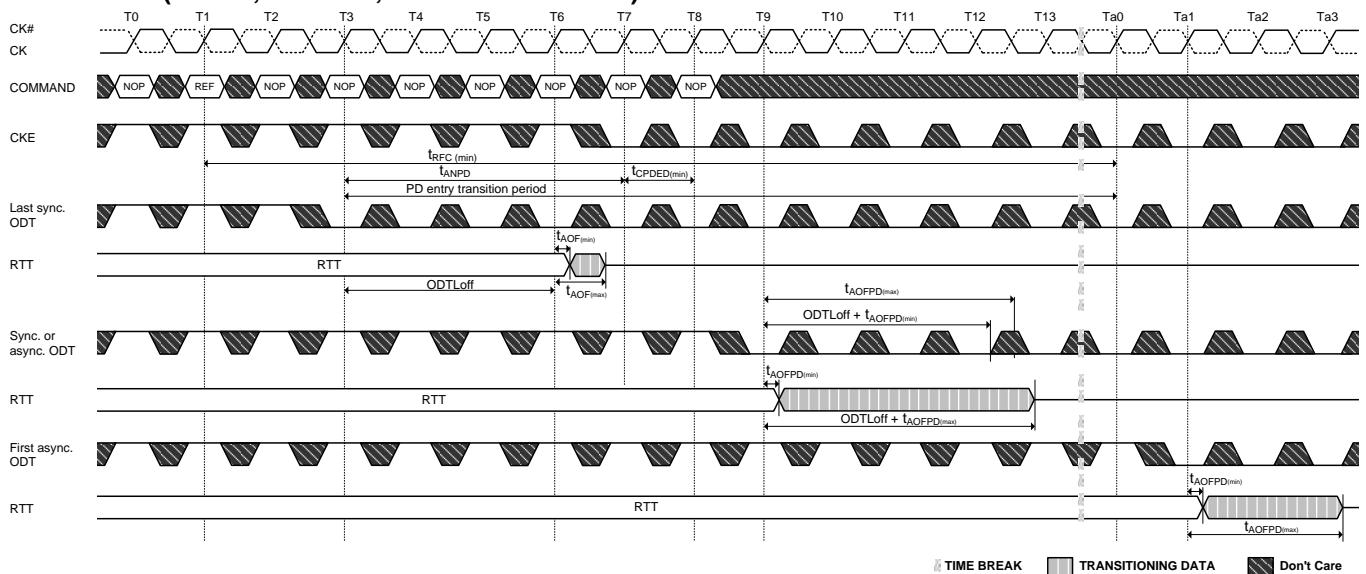 T0 T1 T2 T3 T4 T5 T6 T7 T8 T9 T10 T11 T12 T13 Ta0 Ta1 Ta2 Ta3
CK#
CK
COMMAND NOP REF NOP NOP NOP NOP NOP NOP NOP
CKE
tRFC (min)
tANPD tCPDED(min)
PD entry transition period
Last sync.
ODT
tAOF(min)
RTT RTT
ODTLoff tAOF(max)
tAOFPD(max)
ODTLoff + tAOFPD(min)
Sync. or
async. ODT
tAOFPD(min)
RTT RTT
ODTLoff + tAOFPD(max)
First async.
ODT
tAOFPD(min)
RTT RTT
tAOFPD(max)
TIME BREAK TRANSITIONING DATA Don't Care